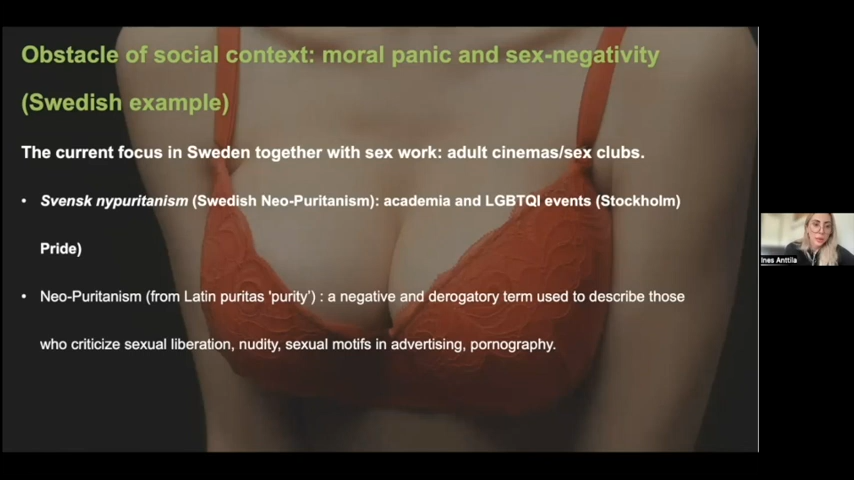 Obstacle of social context: moral panic and sex-negativity
(Swedish example)
The current focus in Sweden together with sex work: adult cinemas/sex clubs.
• Svensk nypuritanism (Swedish Neo-Puritanism): academia and LGBTQI events (Stockholm)
Pride)
• Neo-Puritanism (from Latin puritas 'purity') : a negative and derogatory term used to describe those
who criticize sexual liberation, nudity, sexual motifs in advertising, pornography.
Ines Anttila